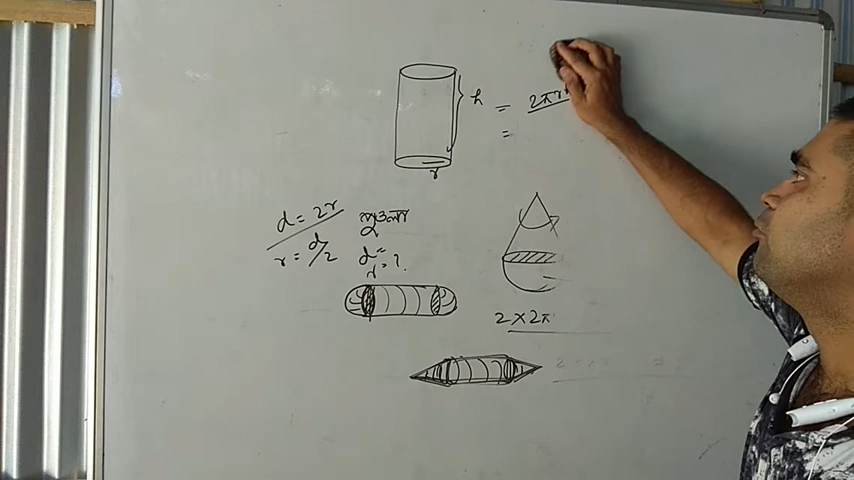 h
= 2πr
=
r
d = 2r
r = d/2
d =
r = ?
2 × 2π